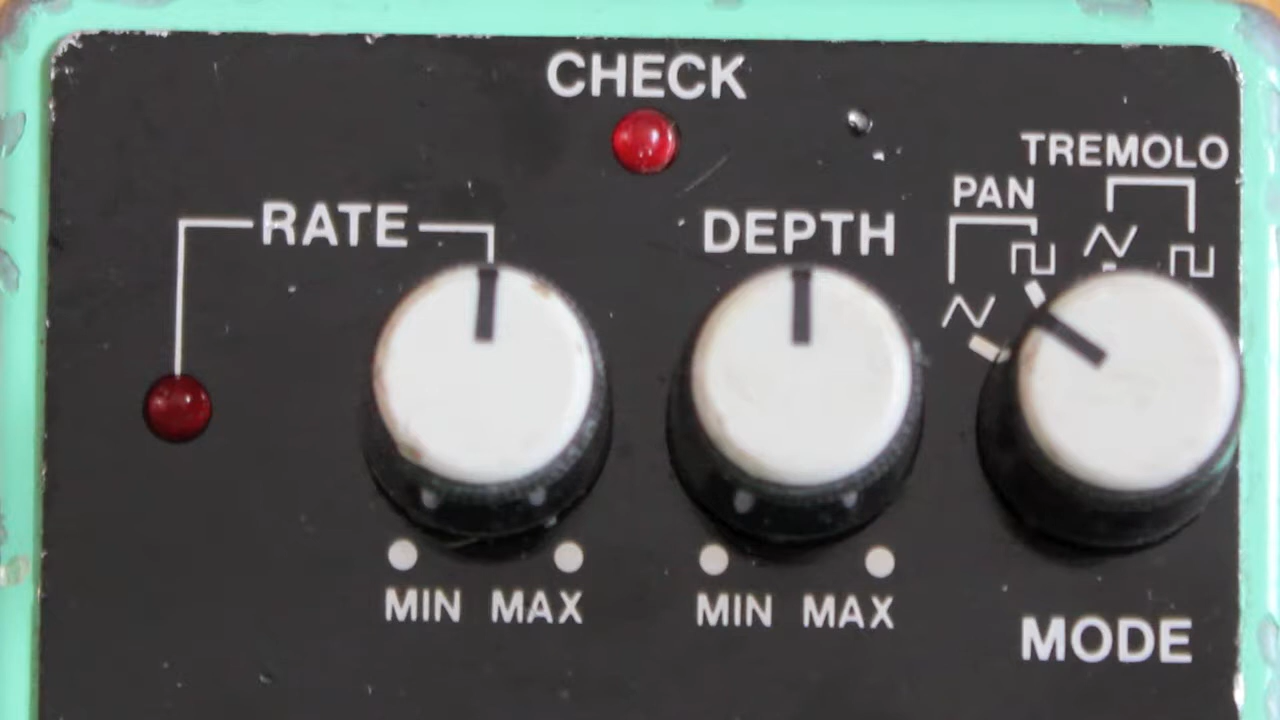 CHECK
TREMOLO
PAN
RATE
DEPTH
MIN MAX
MIN MAX
MODE